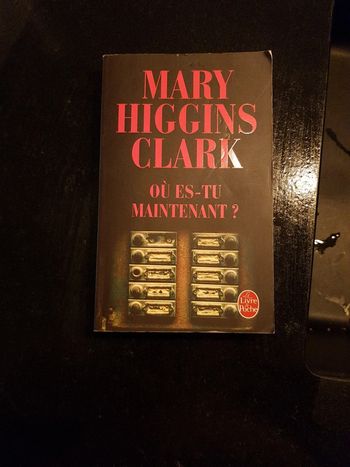 MARY
HIGGINS
CLARK
OÙ ES-TU
MAINTENANT ?
Le
Livre
de
Poche